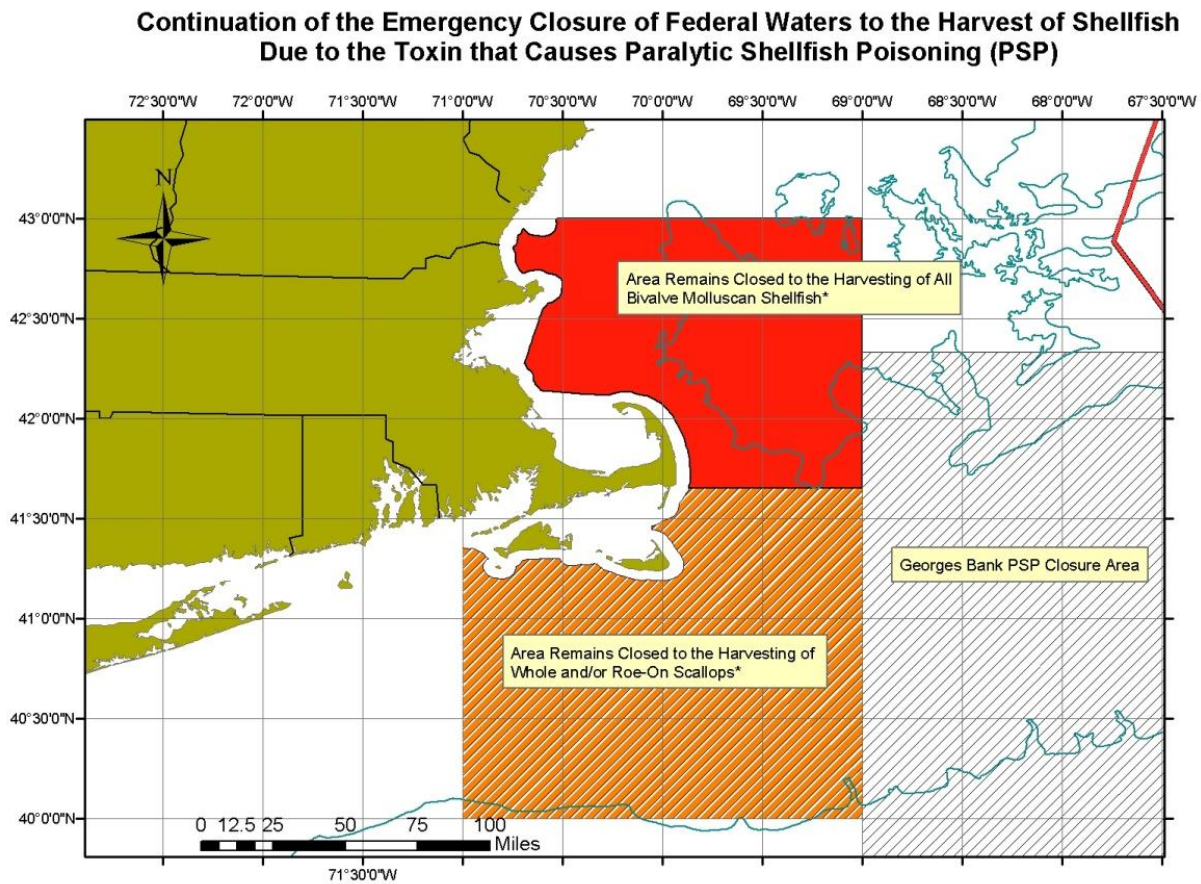 Continuation of the Emergency Closure of Federal Waters to the Harvest of Shellfish
Due to the Toxin that Causes Paralytic Shellfish Poisoning (PSP)
72°30'0"W 72°0'0"W 71°30'0"W 71°0'0"W 70°30'0"W 70°0'0"W 69°30'0"W 69°0'0"W 68°30'0"W 68°0'0"W 67°30'0"W
N
43°0'0"N
Area Remains Closed to the Harvesting of All
Bivalve Molluscan Shellfish*
42°30'0"N
42°0'0"N
41°30'0"N
Georges Bank PSP Closure Area
41°0'0"N
Area Remains Closed to the Harvesting of
Whole and/or Roe-On Scallops*
40°30'0"N
40°0'0"N
0 12.5 25 50 75 100
Miles
71°30'0"W